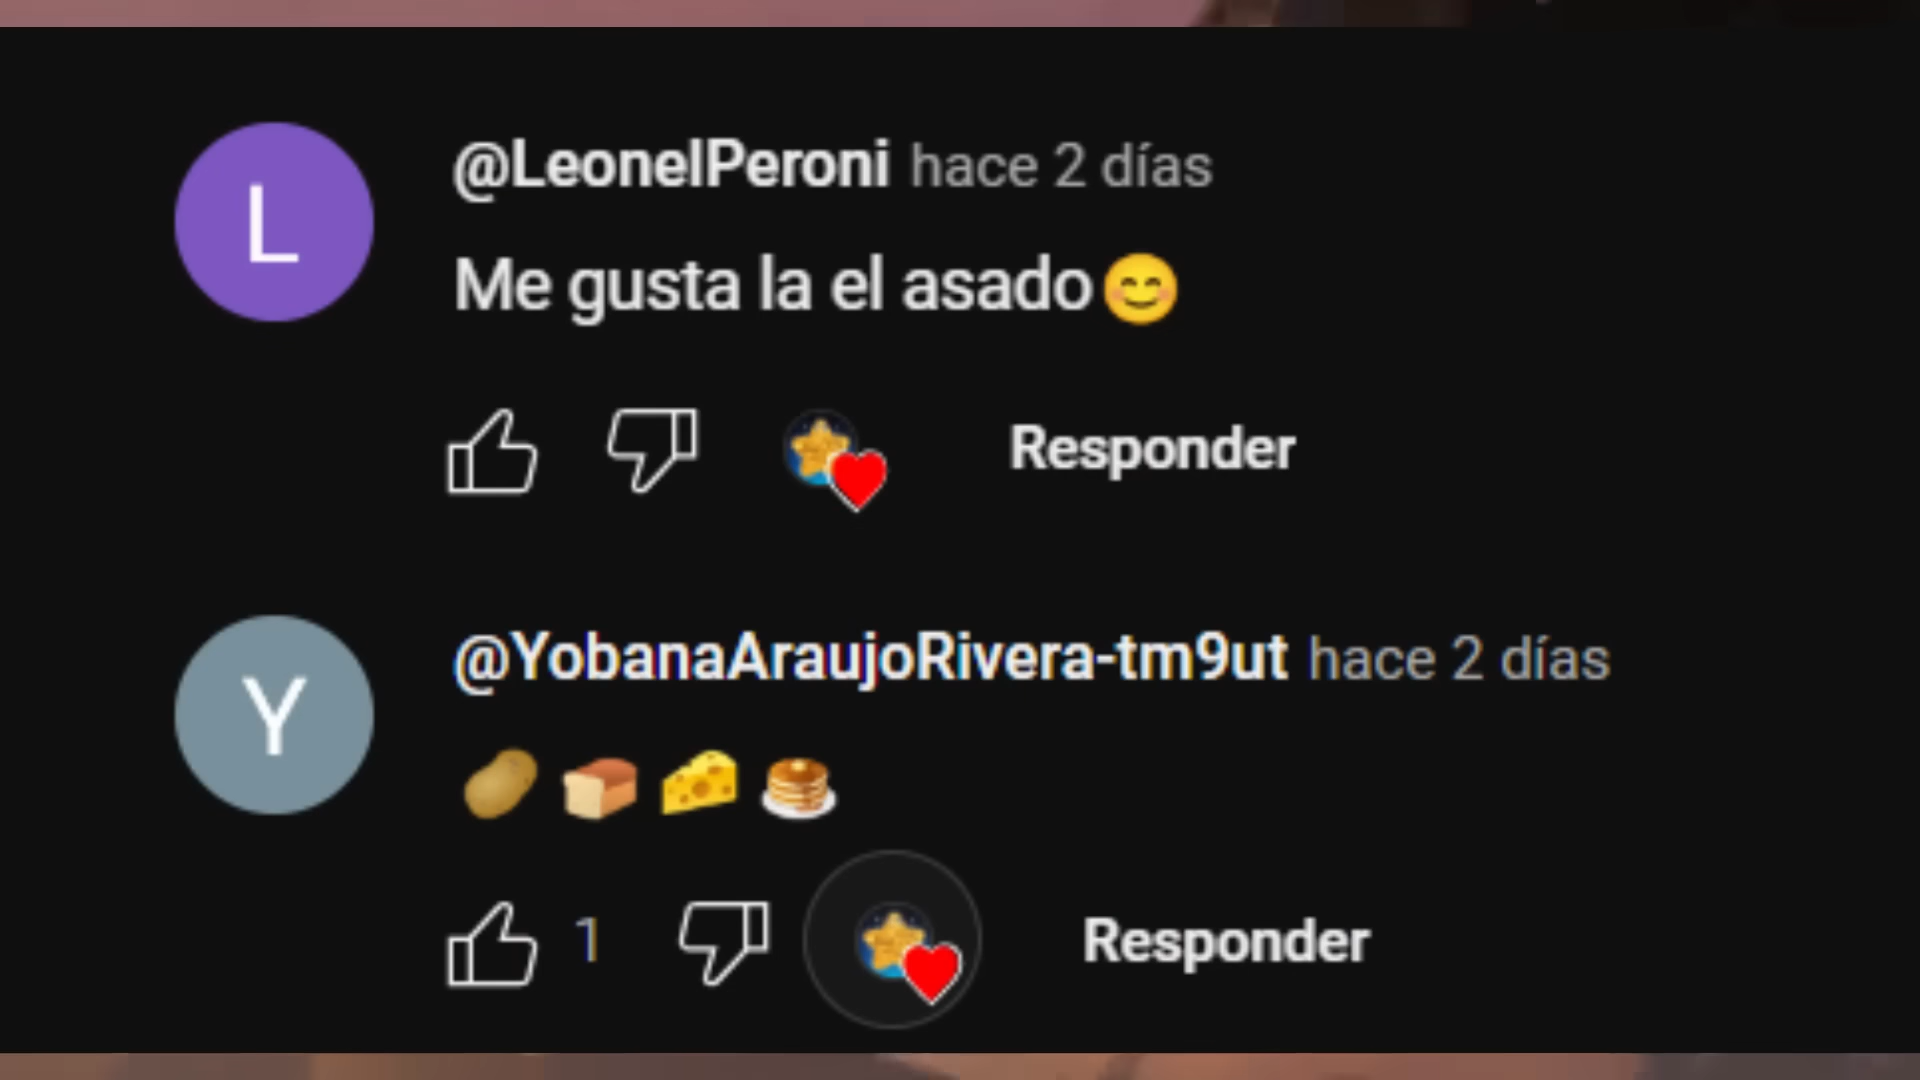 L
@LeonelPeroni hace 2 días
Me gusta la el asado😊
Responder
Y
@YobanaAraujoRivera-tm9ut hace 2 días
🥔🍞🧀🥞
1
Responder